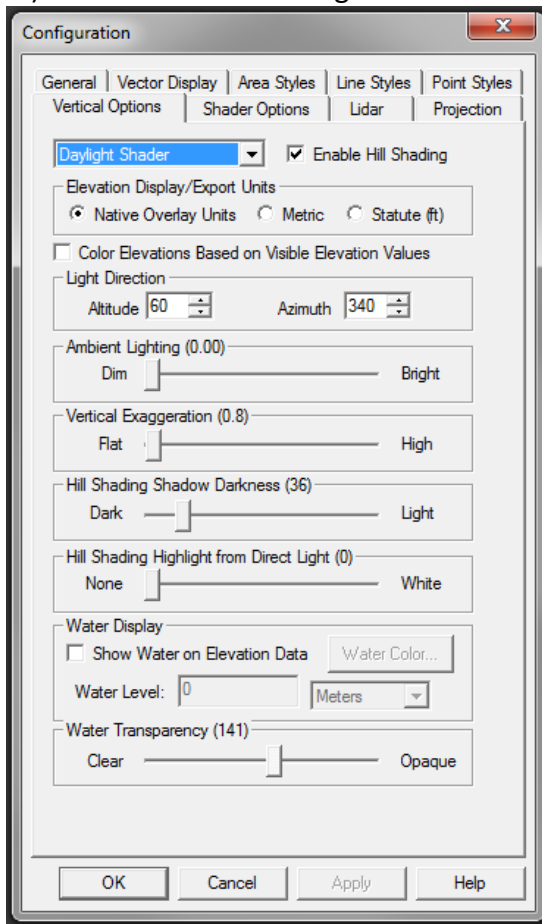 Configuration
General Vector Display Area Styles Line Styles Point Styles
Vertical Options Shader Options Lidar Projection
Daylight Shader Enable Hill Shading
Elevation Display/Export Units
Native Overlay Units Metric Statute (ft)
Color Elevations Based on Visible Elevation Values
Light Direction
Altitude 60 Azimuth 340
Ambient Lighting (0.00)
Dim Bright
Vertical Exaggeration (0.8)
Flat High
Hill Shading Shadow Darkness (36)
Dark Light
Hill Shading Highlight from Direct Light (0)
None White
Water Display
Show Water on Elevation Data Water Color...
Water Level: 0 Meters
Water Transparency (141)
Clear Opaque
OK Cancel Apply Help